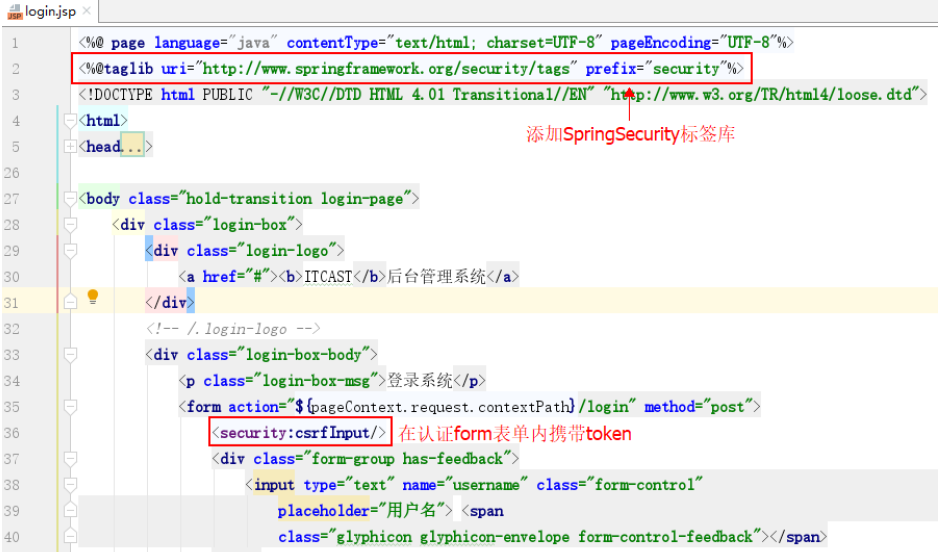 login.jsp
1 <%@ page language="java" contentType="text/html; charset=UTF-8" pageEncoding="UTF-8"%>
2 <%@taglib uri="http://www.springframework.org/security/tags" prefix="security"%>
3 <!DOCTYPE html PUBLIC "-//W3C//DTD HTML 4.01 Transitional//EN" "http://www.w3.org/TR/html4/loose.dtd">
4 <html>
添加SpringSecurity标签库
5 <head...>
26
27 <body class="hold-transition login-page">
28 <div class="login-box">
29 <div class="login-logo">
30 <a href="#"><b>ITCAST</b>后台管理系统</a>
31 </div>
32 <!-- /.login-logo -->
33 <div class="login-box-body">
34 <p class="login-box-msg">登录系统</p>
35 <form action="${pageContext.request.contextPath}/login" method="post">
36 <security:csrfInput/> 在认证form表单内携带token
37 <div class="form-group has-feedback">
38 <input type="text" name="username" class="form-control"
39 placeholder="用户名"> <span
40 class="glyphicon glyphicon-envelope form-control-feedback"></span>